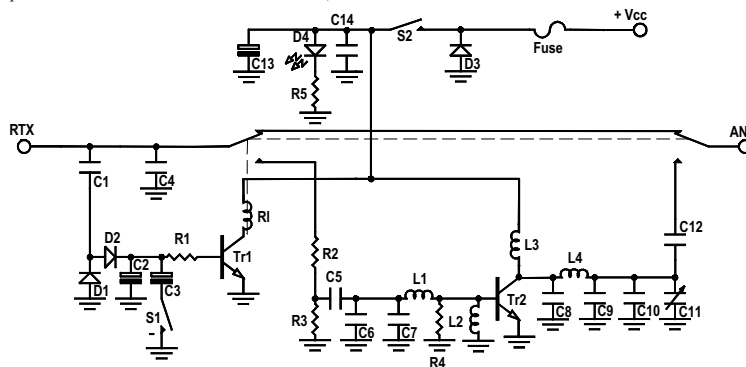 + Vcc
C14
D4
S2
Fuse
C13
D3
R5
RTX
AN
C1
C4
Rl
C12
D2
R1
R2
L3
L4
Tr1
C5
L1
D1
C2
C3
Tr2
S1
R3
C6
C7
L2
R4
C8
C9
C10
C11